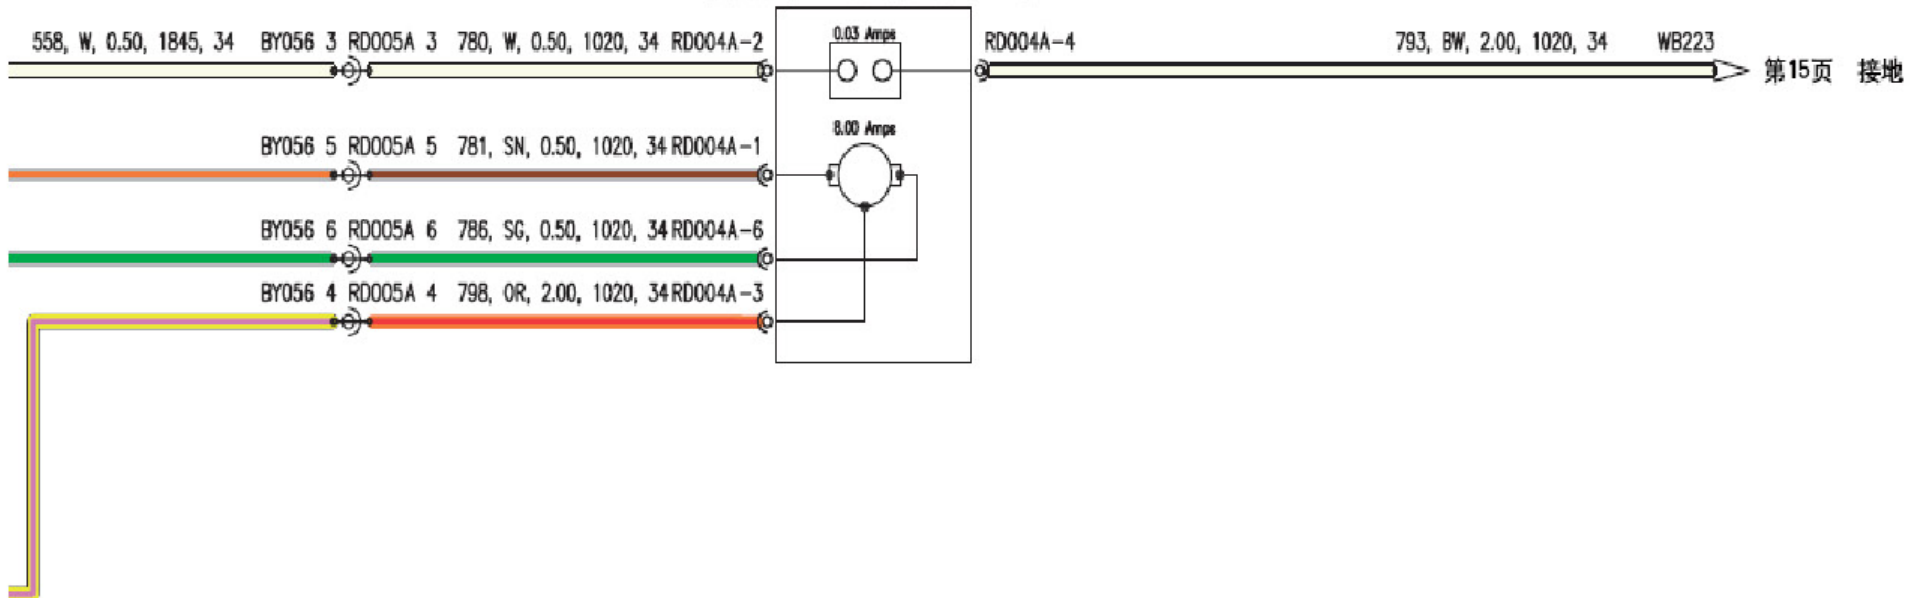 0.03 Amps
558, W, 0.50, 1845, 34 BY056 3 RD005A 3 780, W, 0.50, 1020, 34 RD004A-2 RD004A-4 793, BW, 2.00, 1020, 34 WB223
第15页 接地
8.00 Amps
BY056 5 RD005A 5 781, SN, 0.50, 1020, 34 RD004A-1
BY056 6 RD005A 6 786, SG, 0.50, 1020, 34 RD004A-6
BY056 4 RD005A 4 798, OR, 2.00, 1020, 34 RD004A-3